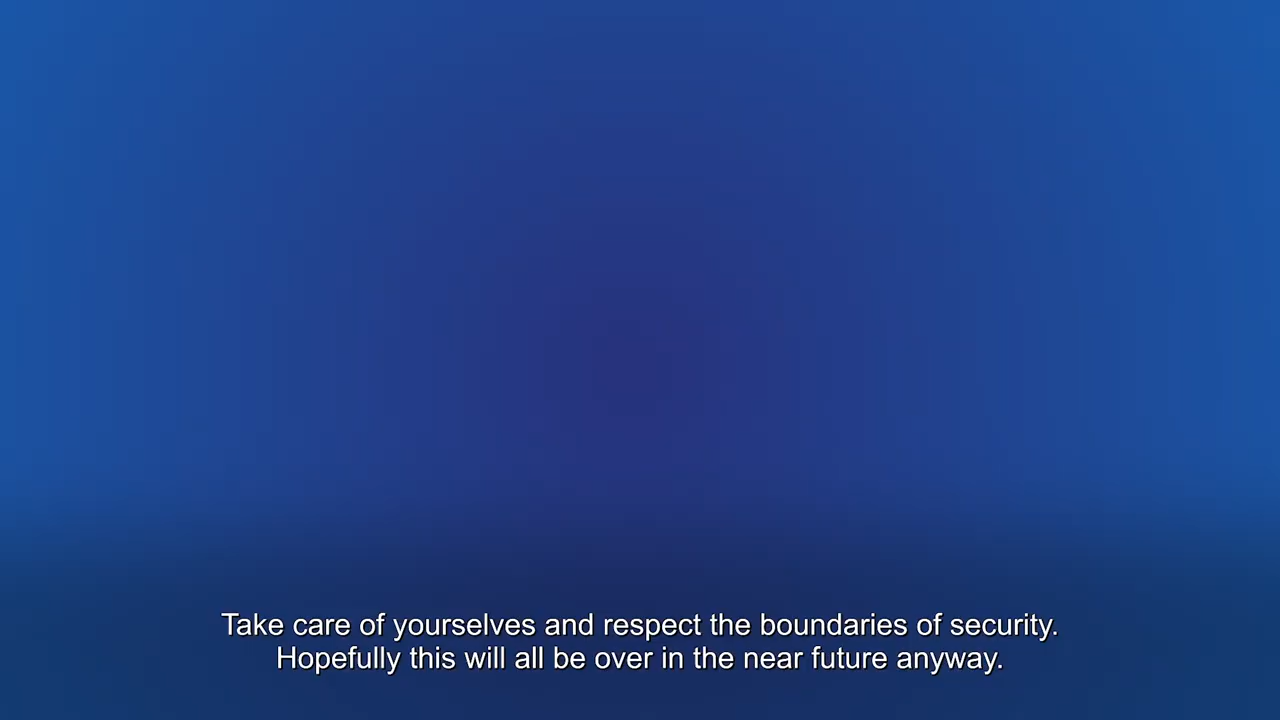 Take care of yourselves and respect the boundaries of security.
Hopefully this will all be over in the near future anyway.